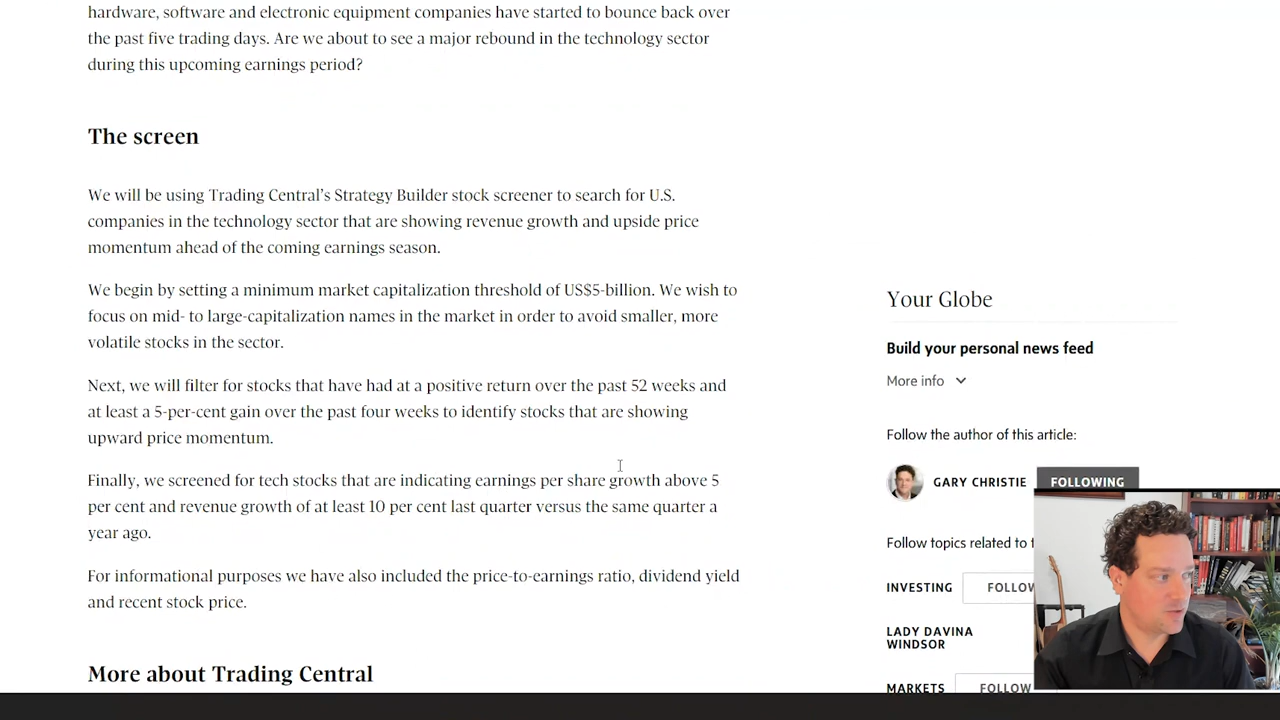 hardware, software and electronic equipment companies have started to bounce back over
the past five trading days. Are we about to see a major rebound in the technology sector
during this upcoming earnings period?
The screen
We will be using Trading Central's Strategy Builder stock screener to search for U.S.
companies in the technology sector that are showing revenue growth and upside price
momentum ahead of the coming earnings season.
We begin by setting a minimum market capitalization threshold of US$5-billion. We wish to
focus on mid- to large-capitalization names in the market in order to avoid smaller, more
volatile stocks in the sector.
Next, we will filter for stocks that have had at a positive return over the past 52 weeks and
at least a 5-per-cent gain over the past four weeks to identify stocks that are showing
upward price momentum.
Finally, we screened for tech stocks that are indicating earnings per share growth above 5
per cent and revenue growth of at least 10 per cent last quarter versus the same quarter a
year ago.
For informational purposes we have also included the price-to-earnings ratio, dividend yield
and recent stock price.
More about Trading Central
Your Globe
Build your personal news feed
More info
Follow the author of this article:
GARY CHRISTIE FOLLOWING
Follow topics related to
INVESTING FOLLOW
LADY DAVINA
WINDSOR
MARKETS FOLLOW